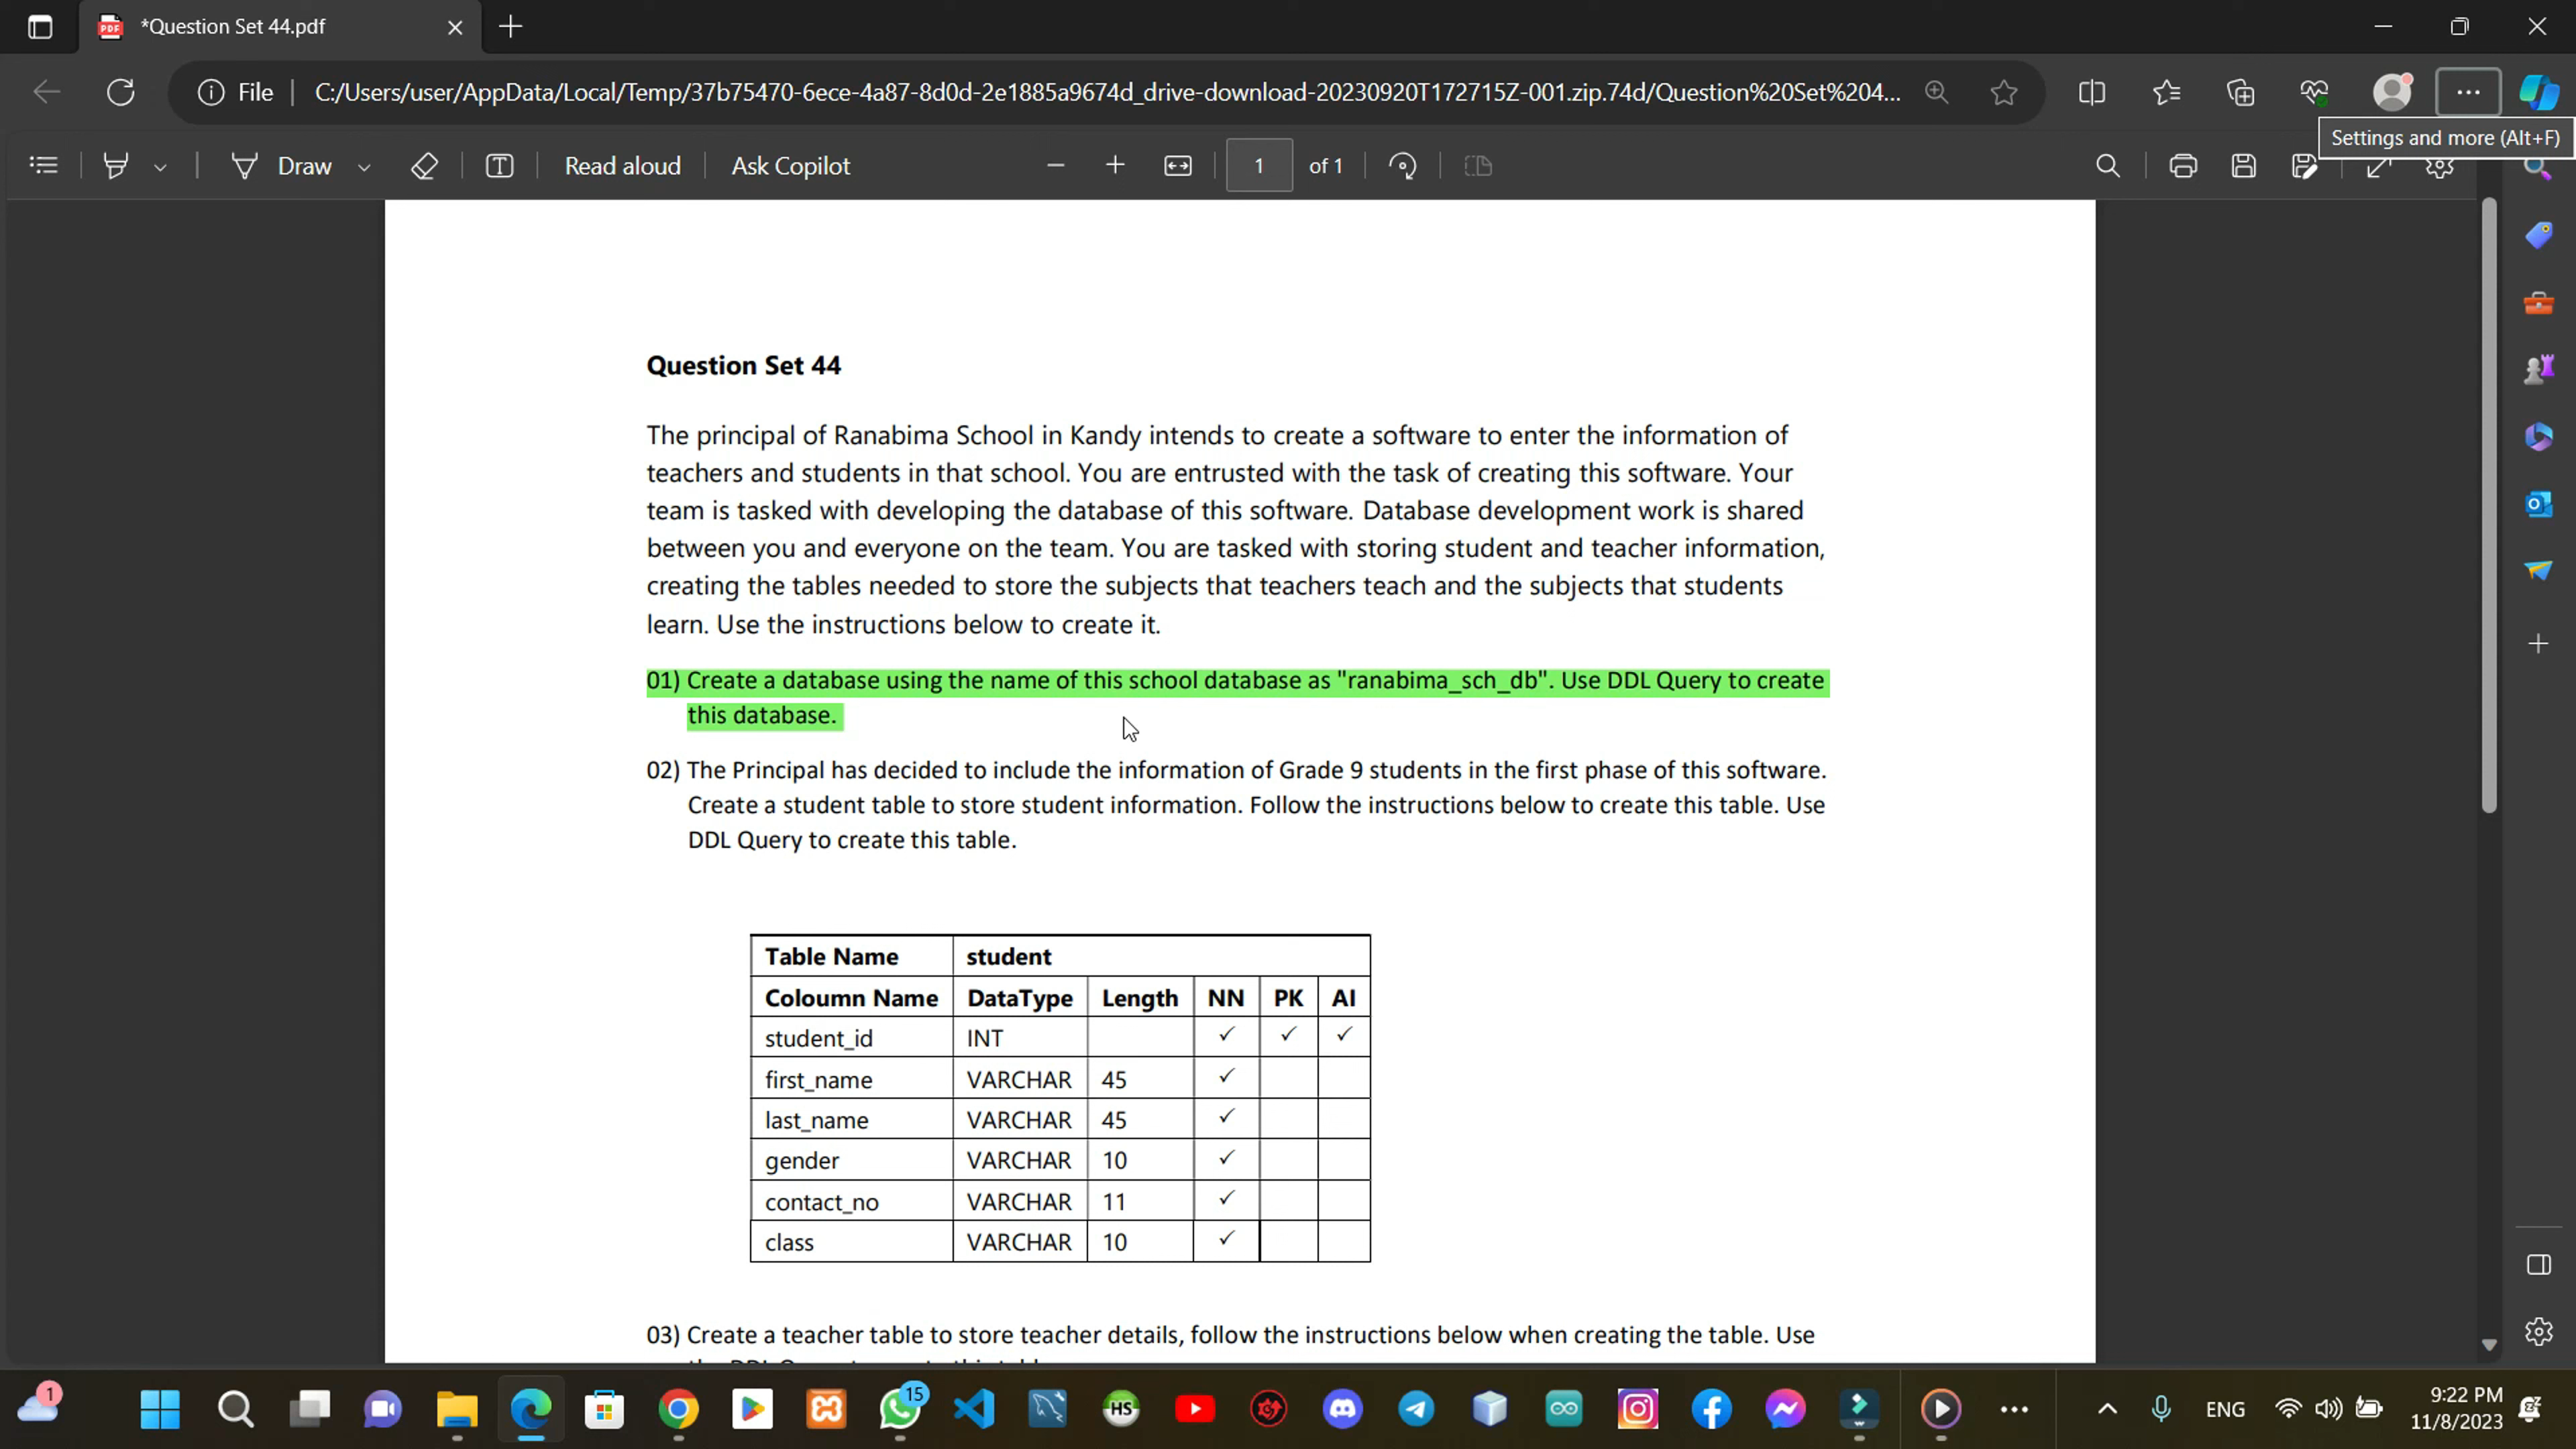 *Question Set 44.pdf
File
C:/Users/user/AppData/Local/Temp/37b75470-6ece-4a87-8d0d-2e1885a9674d_drive-download-20230920T172715Z-001.zip.74d/Question%20Set%204...
Settings and more (Alt+F)
Draw
Read aloud
Ask Copilot
1
of 1
Question Set 44
The principal of Ranabima School in Kandy intends to create a software to enter the information of
teachers and students in that school. You are entrusted with the task of creating this software. Your
team is tasked with developing the database of this software. Database development work is shared
between you and everyone on the team. You are tasked with storing student and teacher information,
creating the tables needed to store the subjects that teachers teach and the subjects that students
learn. Use the instructions below to create it.
01) Create a database using the name of this school database as "ranabima_sch_db". Use DDL Query to create
this database.
02) The Principal has decided to include the information of Grade 9 students in the first phase of this software.
Create a student table to store student information. Follow the instructions below to create this table. Use
DDL Query to create this table.
Table Name student
Coloumn Name DataType Length NN PK AI
student_id INT ✓ ✓ ✓
first_name VARCHAR 45 ✓
last_name VARCHAR 45 ✓
gender VARCHAR 10 ✓
contact_no VARCHAR 11 ✓
class VARCHAR 10 ✓
03) Create a teacher table to store teacher details, follow the instructions below when creating the table. Use
1
HS
15
ENG
9:22 PM
11/8/2023